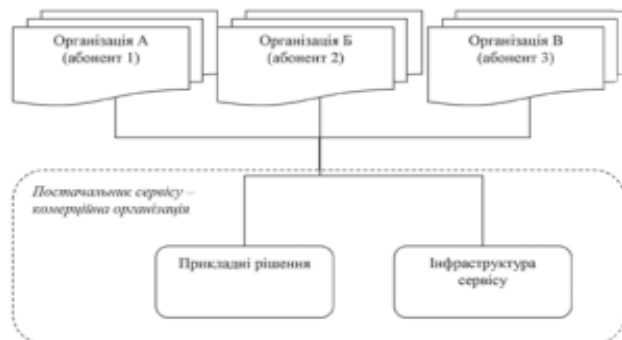 Організація А
(абонент 1)
Організація Б
(абонент 2)
Організація В
(абонент 3)
Постачальник сервісу –
комерційна організація
Прикладні рішення
Інфраструктура
сервісу